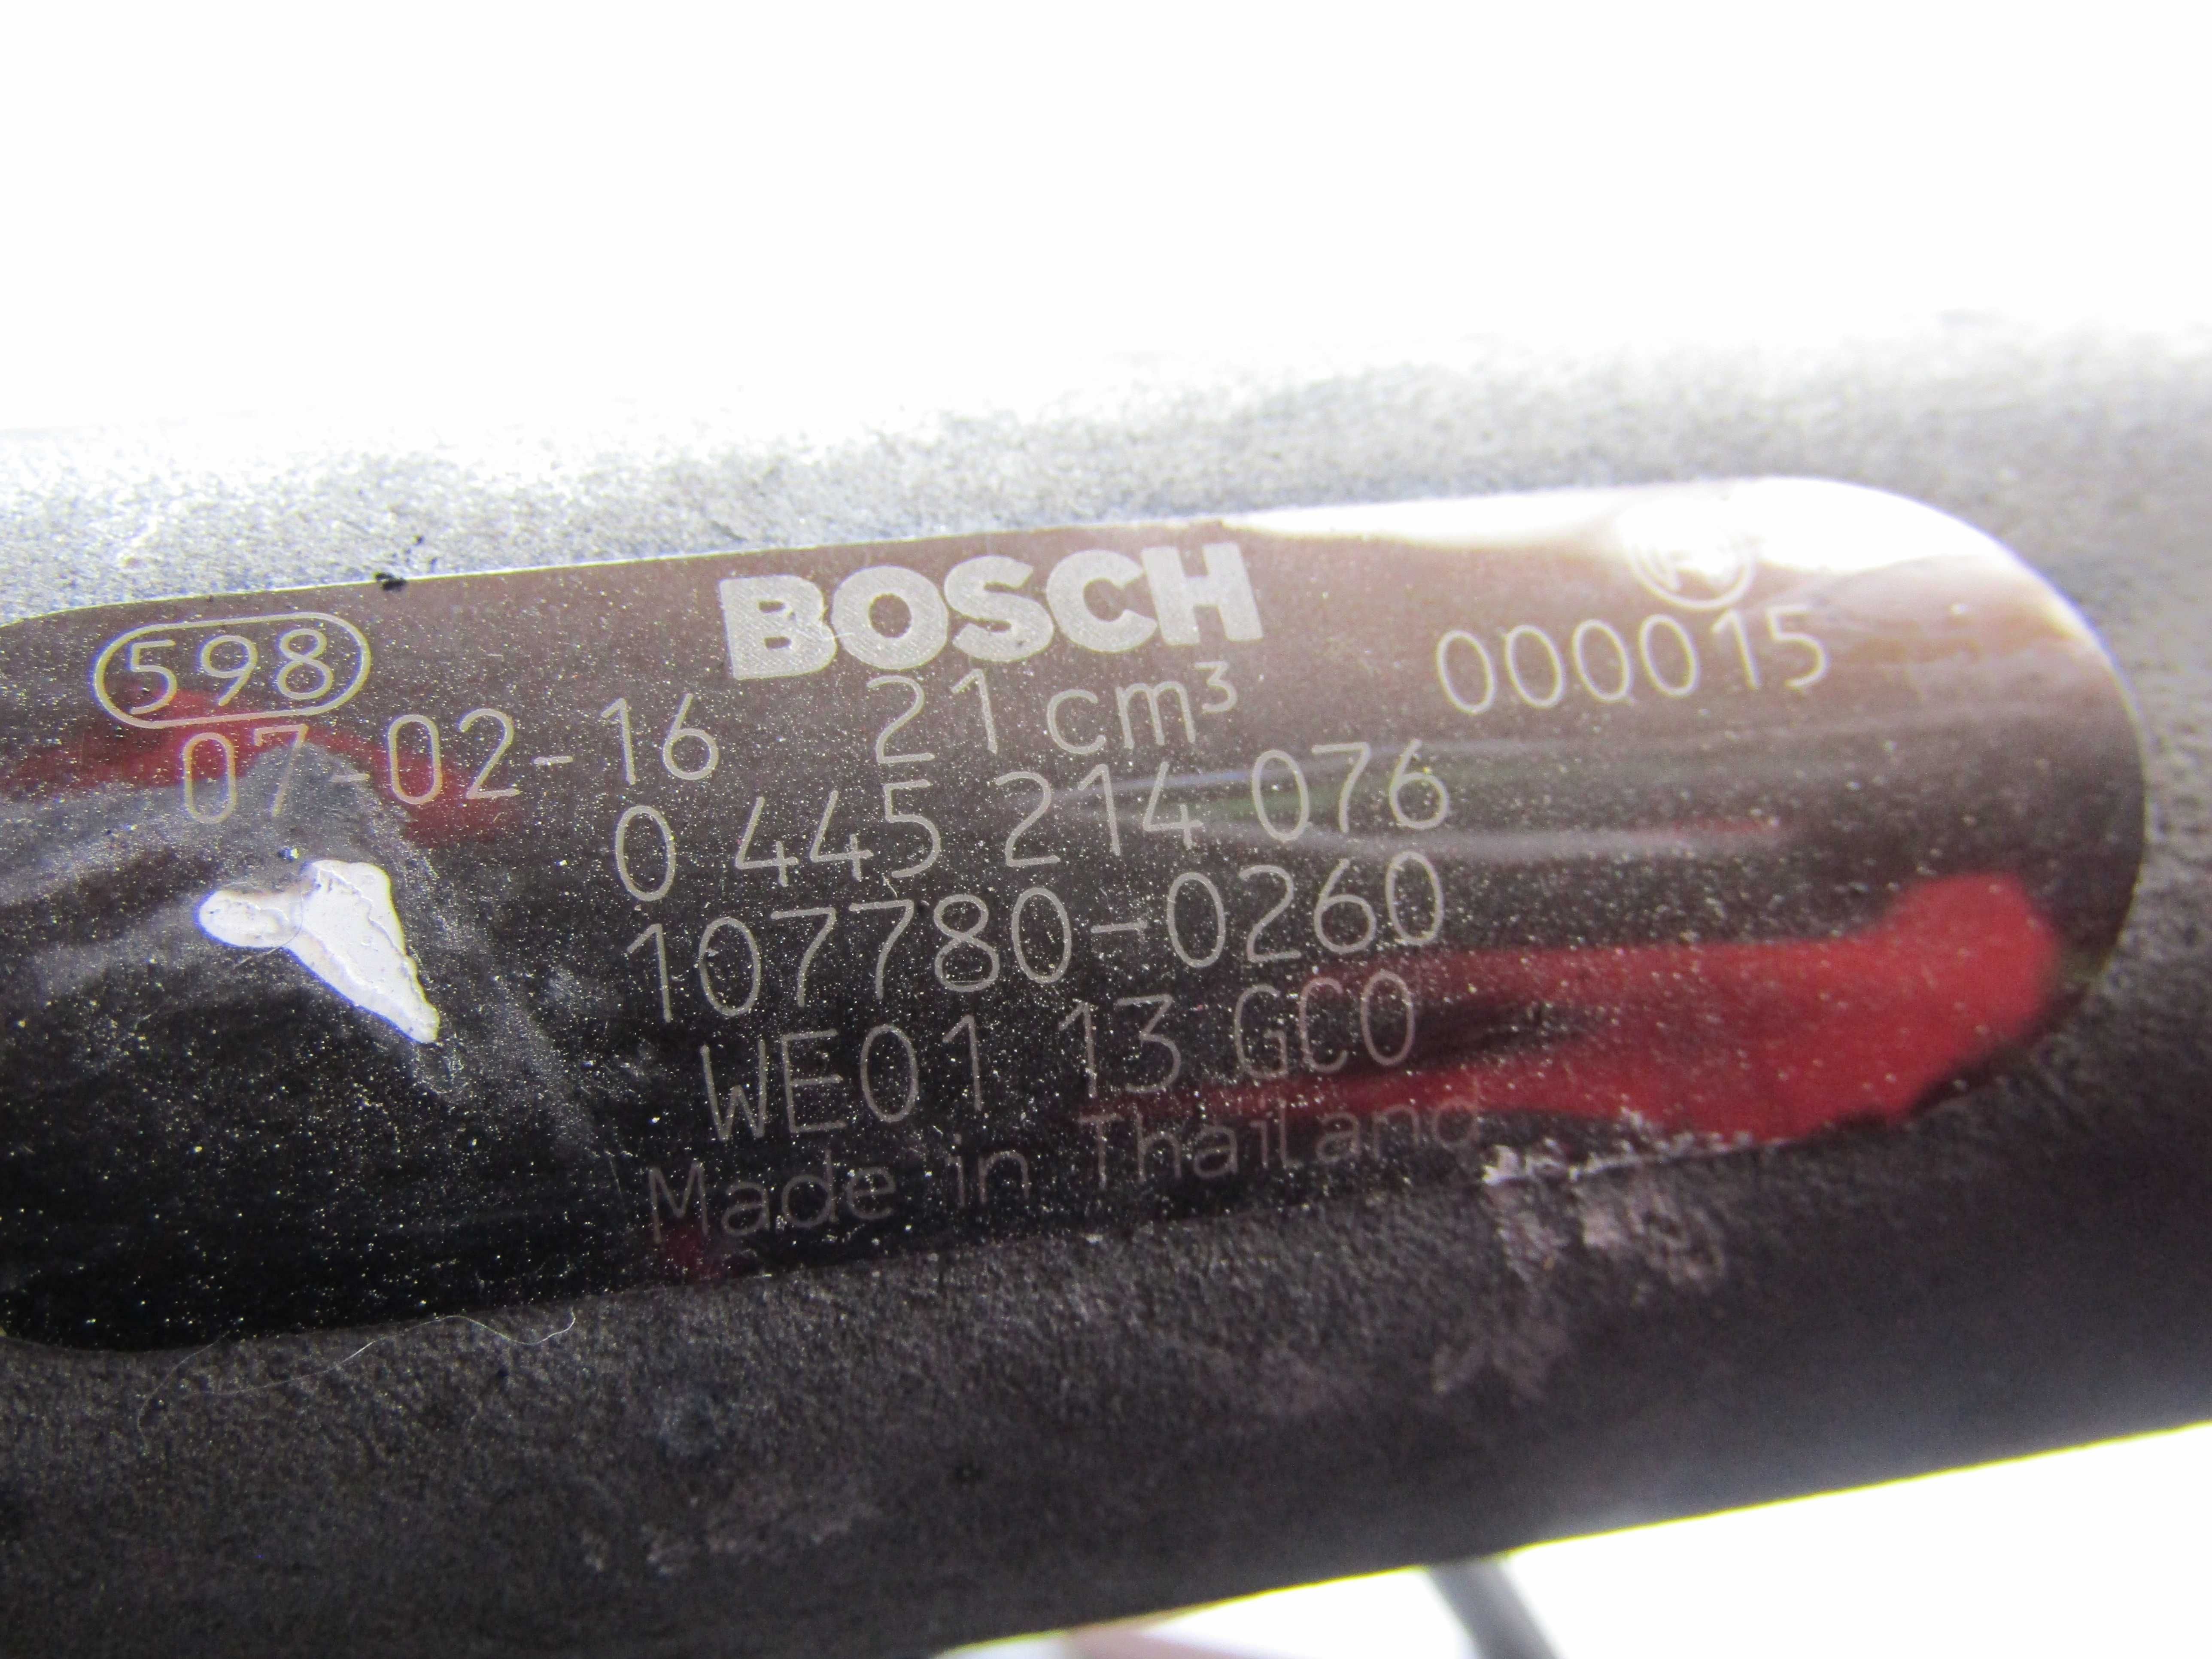 BOSCH
598
000015
07-02-16 21 cm³
0 445 214 076
107780-0260
WE01 13 GC0
Made in Thailand